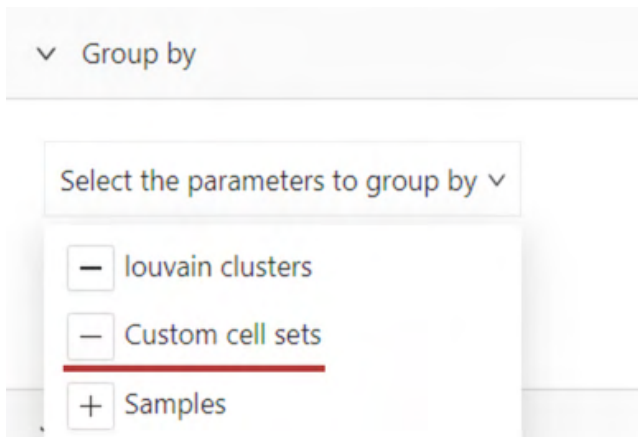 Group by
Select the parameters to group by
louvain clusters
Custom cell sets
Samples